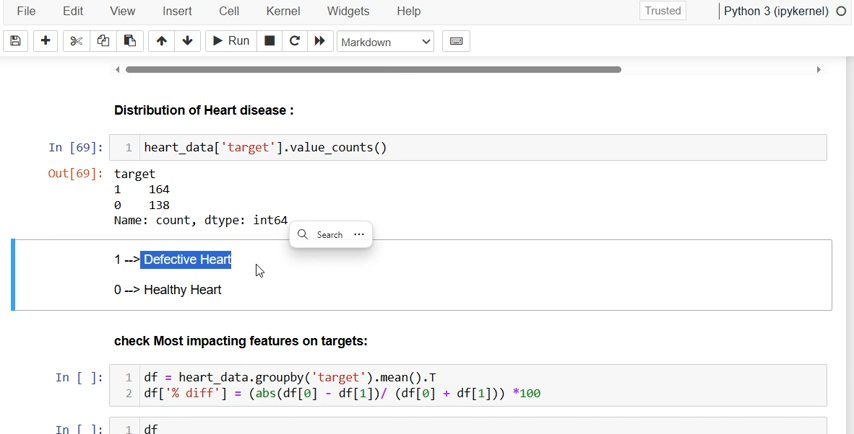 File Edit View Insert Cell Kernel Widgets Help Trusted Python 3 (ipykernel)
Run Markdown
Distribution of Heart disease :
In [69]: 1 heart_data['target'].value_counts()
Out[69]: target
1 164
0 138
Name: count, dtype: int64
Search
1 --> Defective Heart
0 --> Healthy Heart
check Most impacting features on targets:
In [ ]: 1 df = heart_data.groupby('target').mean().T
2 df['% diff'] = (abs(df[0] - df[1])/ (df[0] + df[1])) *100
In [ ]: 1 df